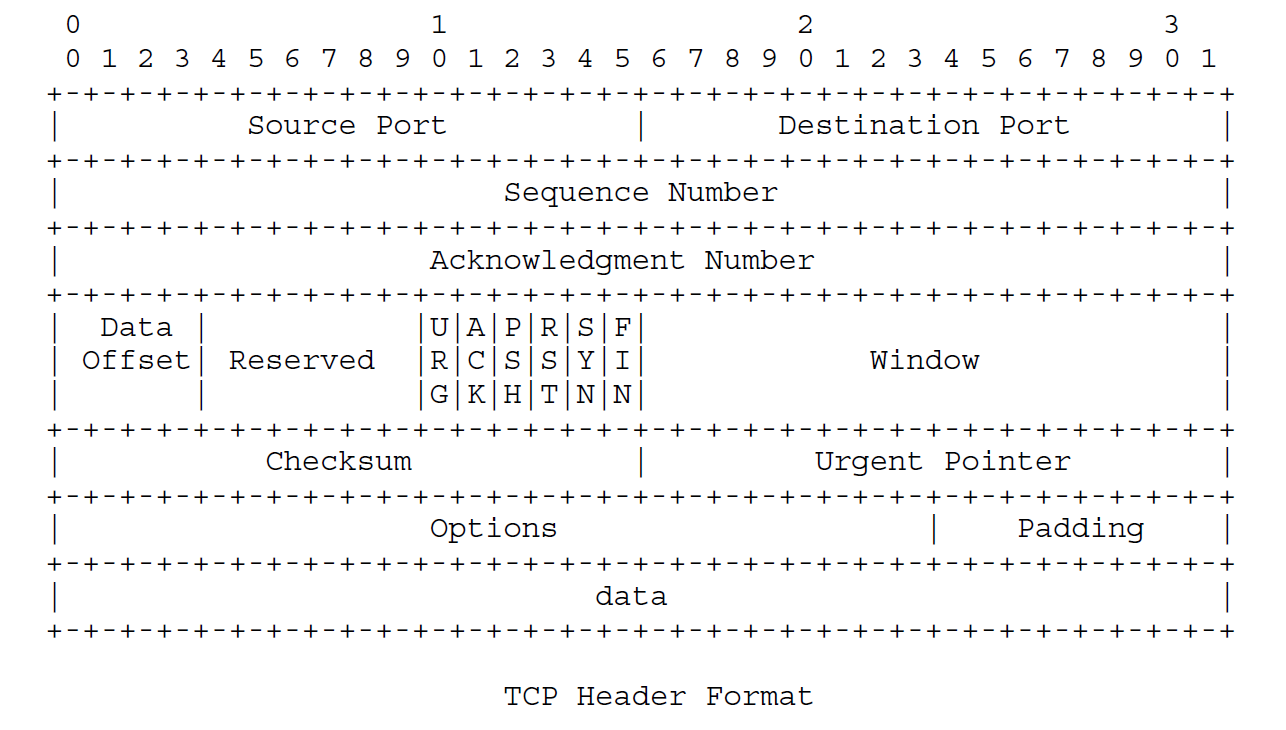 0                   1                   2                   3
 0 1 2 3 4 5 6 7 8 9 0 1 2 3 4 5 6 7 8 9 0 1 2 3 4 5 6 7 8 9 0 1
+-+-+-+-+-+-+-+-+-+-+-+-+-+-+-+-+-+-+-+-+-+-+-+-+-+-+-+-+-+-+-+-+
|          Source Port          |       Destination Port        |
+-+-+-+-+-+-+-+-+-+-+-+-+-+-+-+-+-+-+-+-+-+-+-+-+-+-+-+-+-+-+-+-+
|                        Sequence Number                        |
+-+-+-+-+-+-+-+-+-+-+-+-+-+-+-+-+-+-+-+-+-+-+-+-+-+-+-+-+-+-+-+-+
|                    Acknowledgment Number                      |
+-+-+-+-+-+-+-+-+-+-+-+-+-+-+-+-+-+-+-+-+-+-+-+-+-+-+-+-+-+-+-+-+
|  Data |           |U|A|P|R|S|F|                               |
| Offset| Reserved  |R|C|S|S|Y|I|            Window             |
|       |           |G|K|H|T|N|N|                               |
+-+-+-+-+-+-+-+-+-+-+-+-+-+-+-+-+-+-+-+-+-+-+-+-+-+-+-+-+-+-+-+-+
|           Checksum            |         Urgent Pointer        |
+-+-+-+-+-+-+-+-+-+-+-+-+-+-+-+-+-+-+-+-+-+-+-+-+-+-+-+-+-+-+-+-+
|                    Options                    |    Padding    |
+-+-+-+-+-+-+-+-+-+-+-+-+-+-+-+-+-+-+-+-+-+-+-+-+-+-+-+-+-+-+-+-+
|                             data                              |
+-+-+-+-+-+-+-+-+-+-+-+-+-+-+-+-+-+-+-+-+-+-+-+-+-+-+-+-+-+-+-+-+
                        TCP Header Format